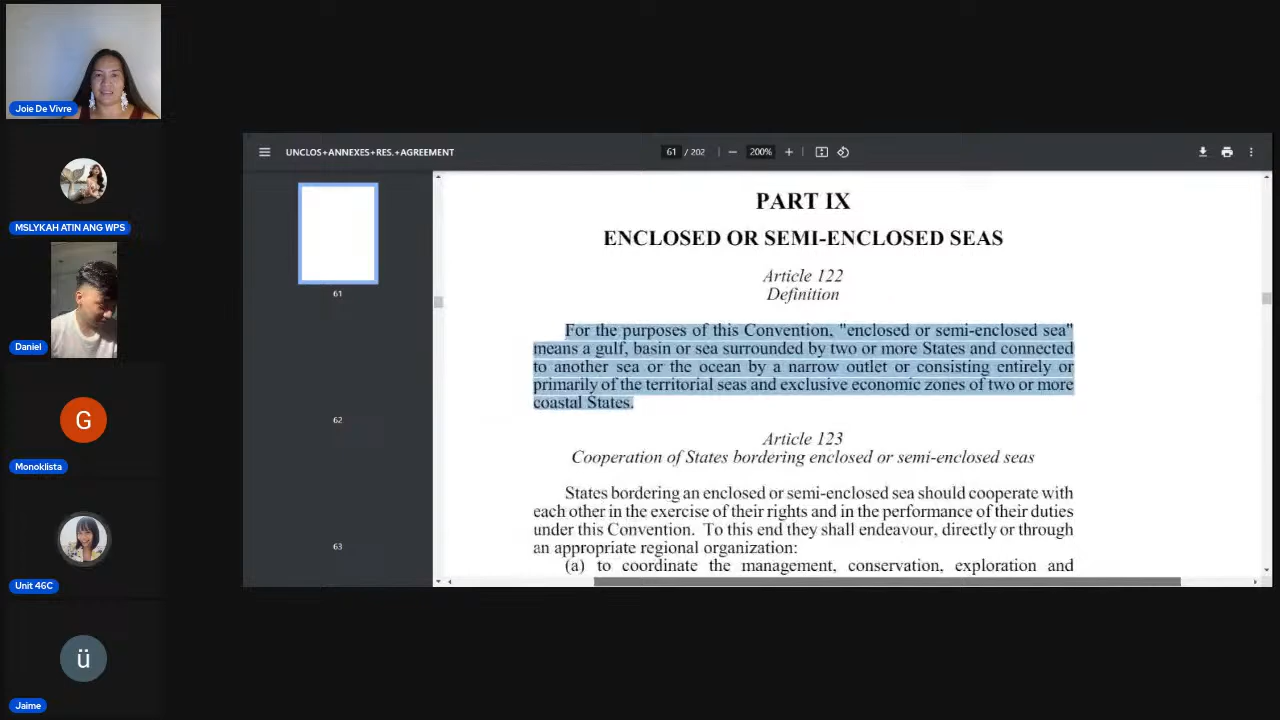 Joie De Vivre
MSLYKAH ATIN ANG WPS
Daniel
G
Monoklista
Unit 46C
ü
Jaime
UNCLOS+ANNEXES+RES.+AGREEMENT
61 / 202
200%
61
62
63
PART IX
ENCLOSED OR SEMI-ENCLOSED SEAS
Article 122
Definition
For the purposes of this Convention, "enclosed or semi-enclosed sea"
means a gulf, basin or sea surrounded by two or more States and connected
to another sea or the ocean by a narrow outlet or consisting entirely or
primarily of the territorial seas and exclusive economic zones of two or more
coastal States.
Article 123
Cooperation of States bordering enclosed or semi-enclosed seas
States bordering an enclosed or semi-enclosed sea should cooperate with
each other in the exercise of their rights and in the performance of their duties
under this Convention. To this end they shall endeavour, directly or through
an appropriate regional organization:
(a) to coordinate the management, conservation, exploration and